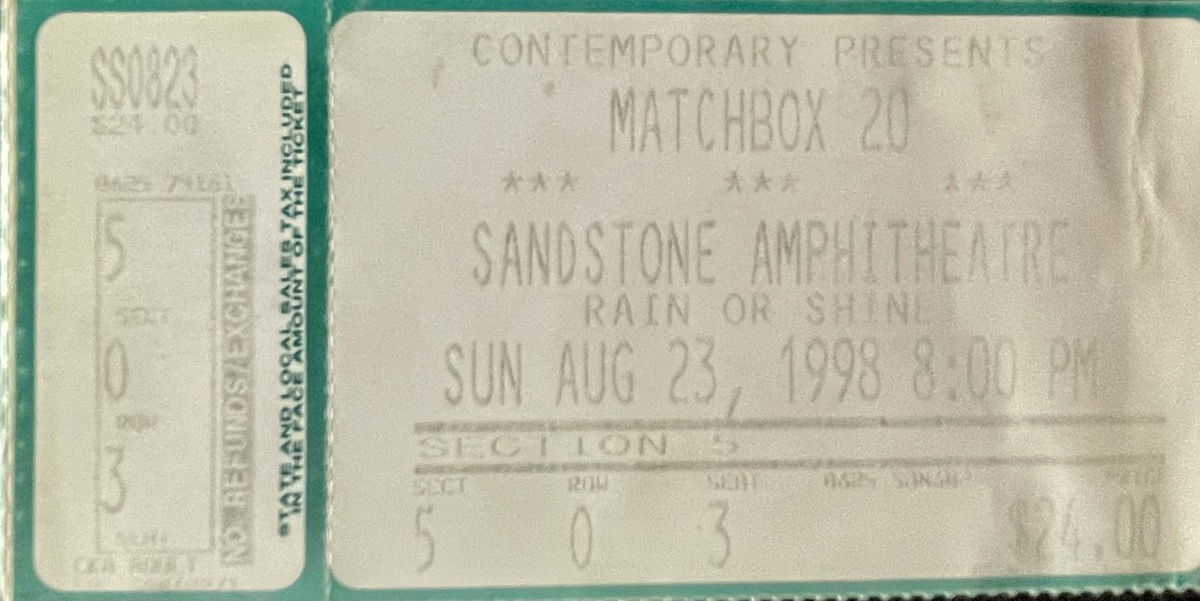 SS0823
$24.00
5
SECT
0
ROW
3
NO REFUNDS/EXCHANGES
STATE AND LOCAL SALES TAX INCLUDED
IN THE FACE AMOUNT OF THE TICKET
CONTEMPORARY PRESENTS
MATCHBOX 20
*** *** ***
SANDSTONE AMPHITHEATRE
RAIN OR SHINE
SUN AUG 23, 1998 8:00 PM
SECTION 5
SECT ROW SEAT PRICE
5 0 3 $24.00